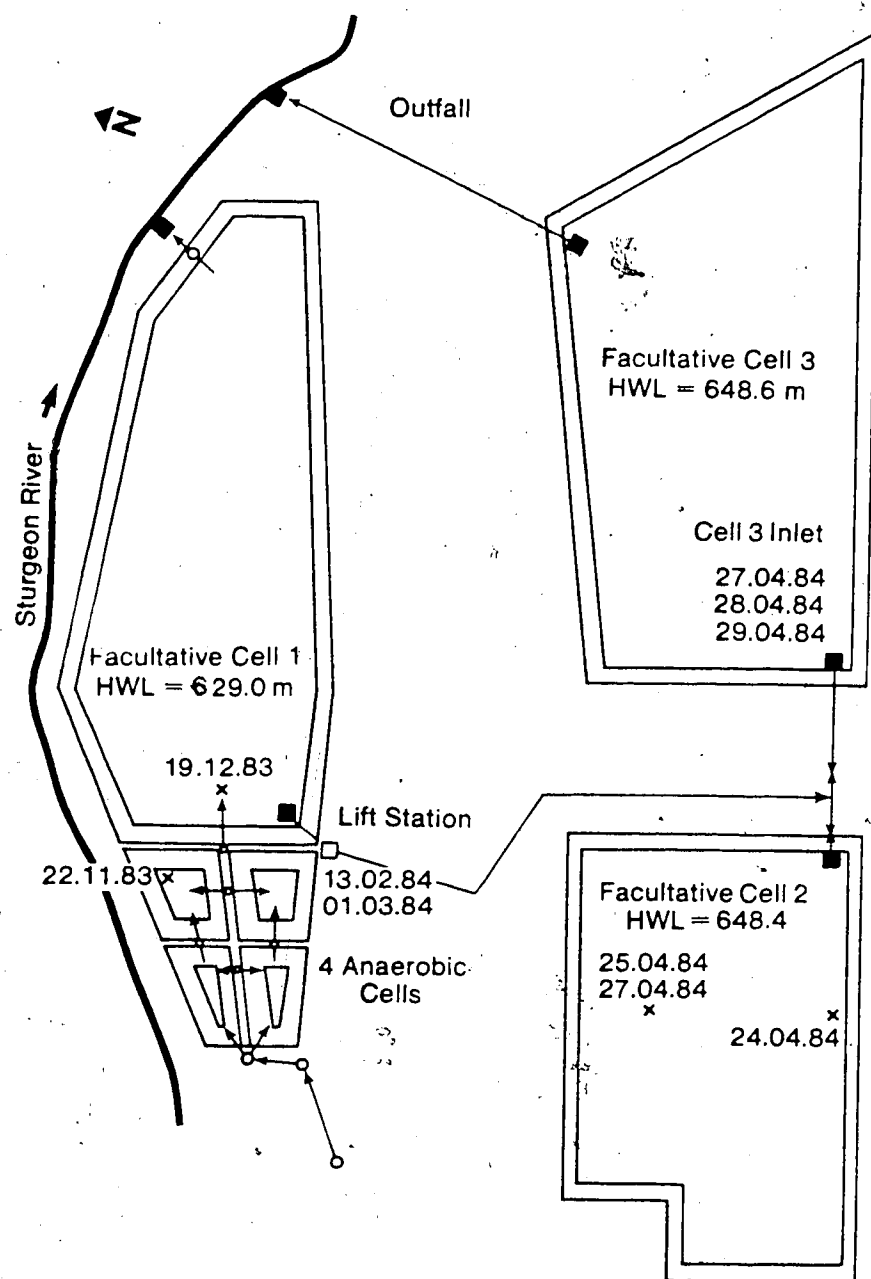 Outfall
N
Facultative Cell 3
HWL = 648.6 m
Sturgeon River
Cell 3 Inlet
27.04.84
28.04.84
29.04.84
Facultative Cell 1
HWL = 629.0 m
19.12.83
Lift Station
22.11.83
13.02.84
01.03.84
Facultative Cell 2
HWL = 648.4
4 Anaerobic
Cells
25.04.84
27.04.84
24.04.84